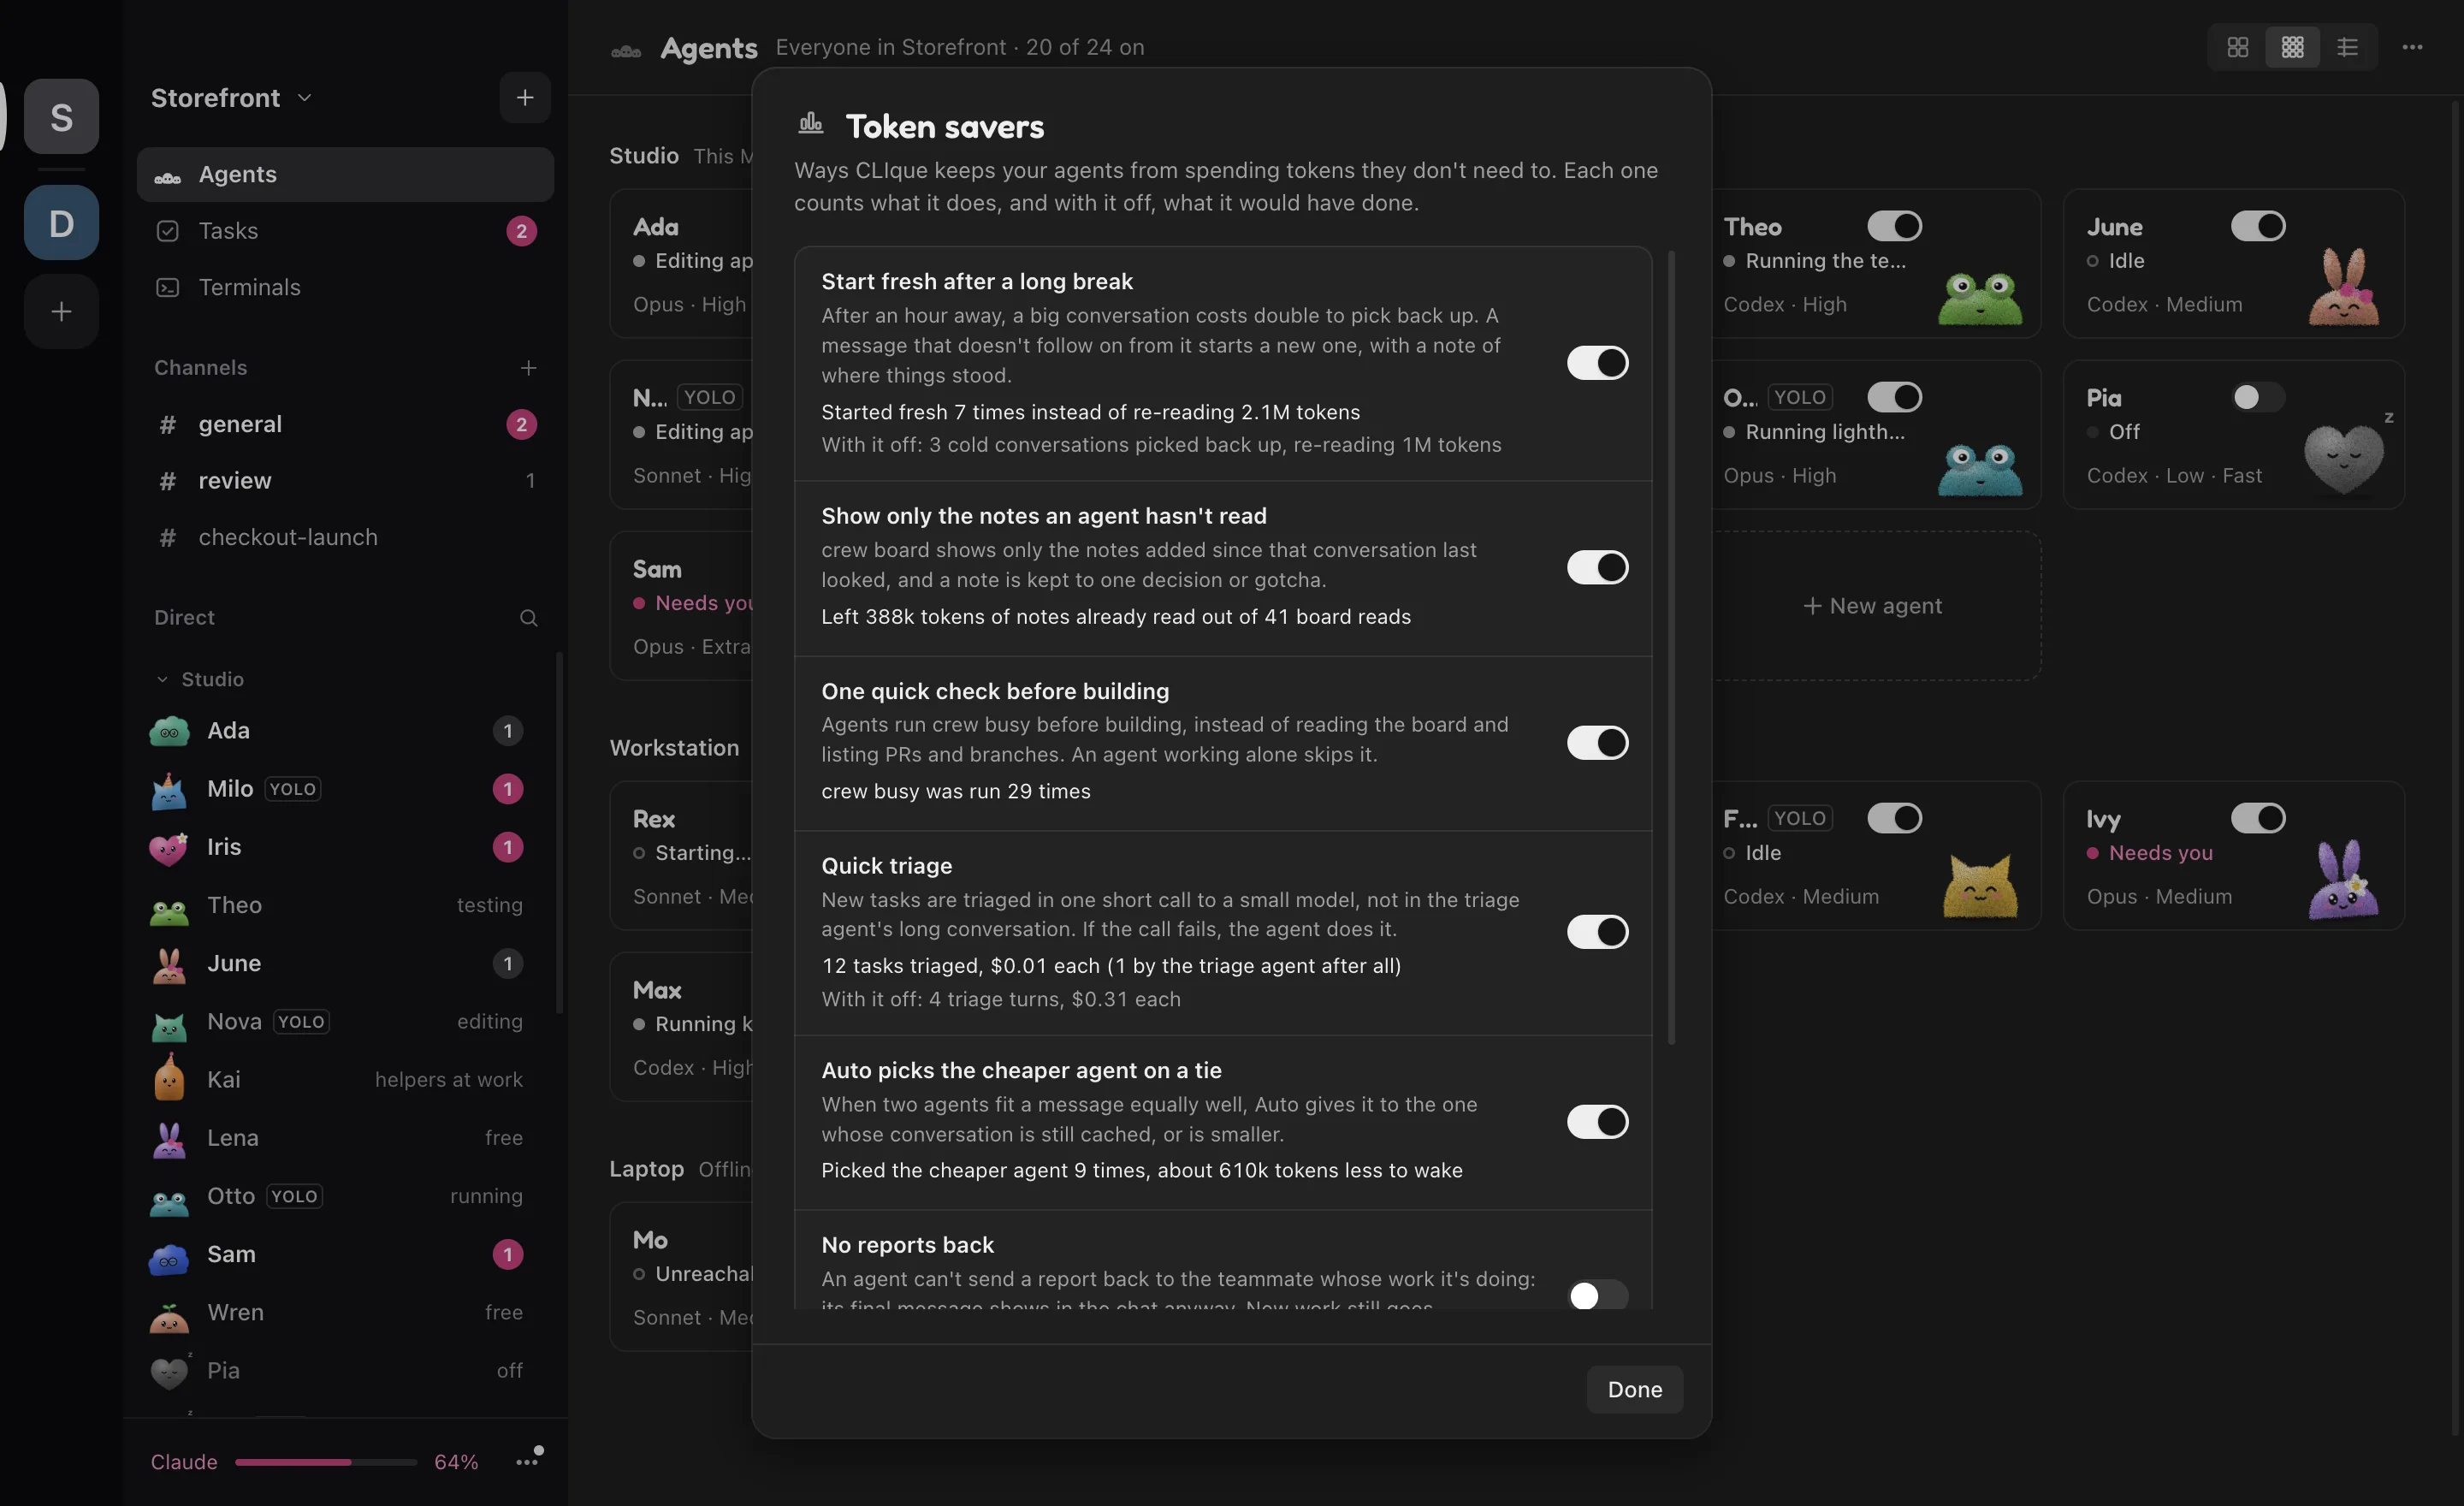 S
D
+
Storefront
+
Agents
Tasks 2
Terminals
Channels +
# general 2
# review 1
# checkout-launch
Direct
Studio
Ada 1
Milo YOLO 1
Iris 1
Theo testing
June 1
Nova YOLO editing
Kai helpers at work
Lena free
Otto YOLO running
Sam 1
Wren free
z
Pia off
z
Claude 64%
Agents Everyone in Storefront · 20 of 24 on
Studio This M
Ada
Editing ap
Opus · High
N... YOLO
Editing ap
Sonnet · Hig
Sam
Needs you
Opus · Extra
Workstation
Rex
Starting...
Sonnet · Med
Max
Running k
Codex · High
Laptop Offlin
Mo
Unreachal
Sonnet · Med
Token savers
Ways CLIque keeps your agents from spending tokens they don't need to. Each one
counts what it does, and with it off, what it would have done.
Start fresh after a long break
After an hour away, a big conversation costs double to pick back up. A
message that doesn't follow on from it starts a new one, with a note of
where things stood.
Started fresh 7 times instead of re-reading 2.1M tokens
With it off: 3 cold conversations picked back up, re-reading 1M tokens
Show only the notes an agent hasn't read
crew board shows only the notes added since that conversation last
looked, and a note is kept to one decision or gotcha.
Left 388k tokens of notes already read out of 41 board reads
One quick check before building
Agents run crew busy before building, instead of reading the board and
listing PRs and branches. An agent working alone skips it.
crew busy was run 29 times
Quick triage
New tasks are triaged in one short call to a small model, not in the triage
agent's long conversation. If the call fails, the agent does it.
12 tasks triaged, $0.01 each (1 by the triage agent after all)
With it off: 4 triage turns, $0.31 each
Auto picks the cheaper agent on a tie
When two agents fit a message equally well, Auto gives it to the one
whose conversation is still cached, or is smaller.
Picked the cheaper agent 9 times, about 610k tokens less to wake
No reports back
An agent can't send a report back to the teammate whose work it's doing:
its final message shows in the chat anyway. New work still goes
Done
Theo
Running the te...
Codex · High
June
Idle
Codex · Medium
O... YOLO
Running lighth...
Opus · High
Pia
z
Off
Codex · Low · Fast
+ New agent
F... YOLO
Idle
Codex · Medium
Ivy
Needs you
Opus · Medium